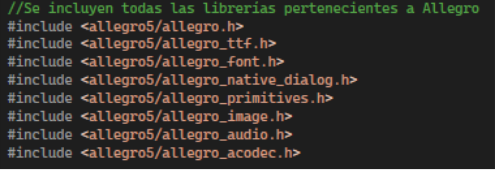 //Se incluyen todas las librerías pertenecientes a Allegro
#include <allegro5/allegro.h>
#include <allegro5/allegro_ttf.h>
#include <allegro5/allegro_font.h>
#include <allegro5/allegro_native_dialog.h>
#include <allegro5/allegro_primitives.h>
#include <allegro5/allegro_image.h>
#include <allegro5/allegro_audio.h>
#include <allegro5/allegro_acodec.h>